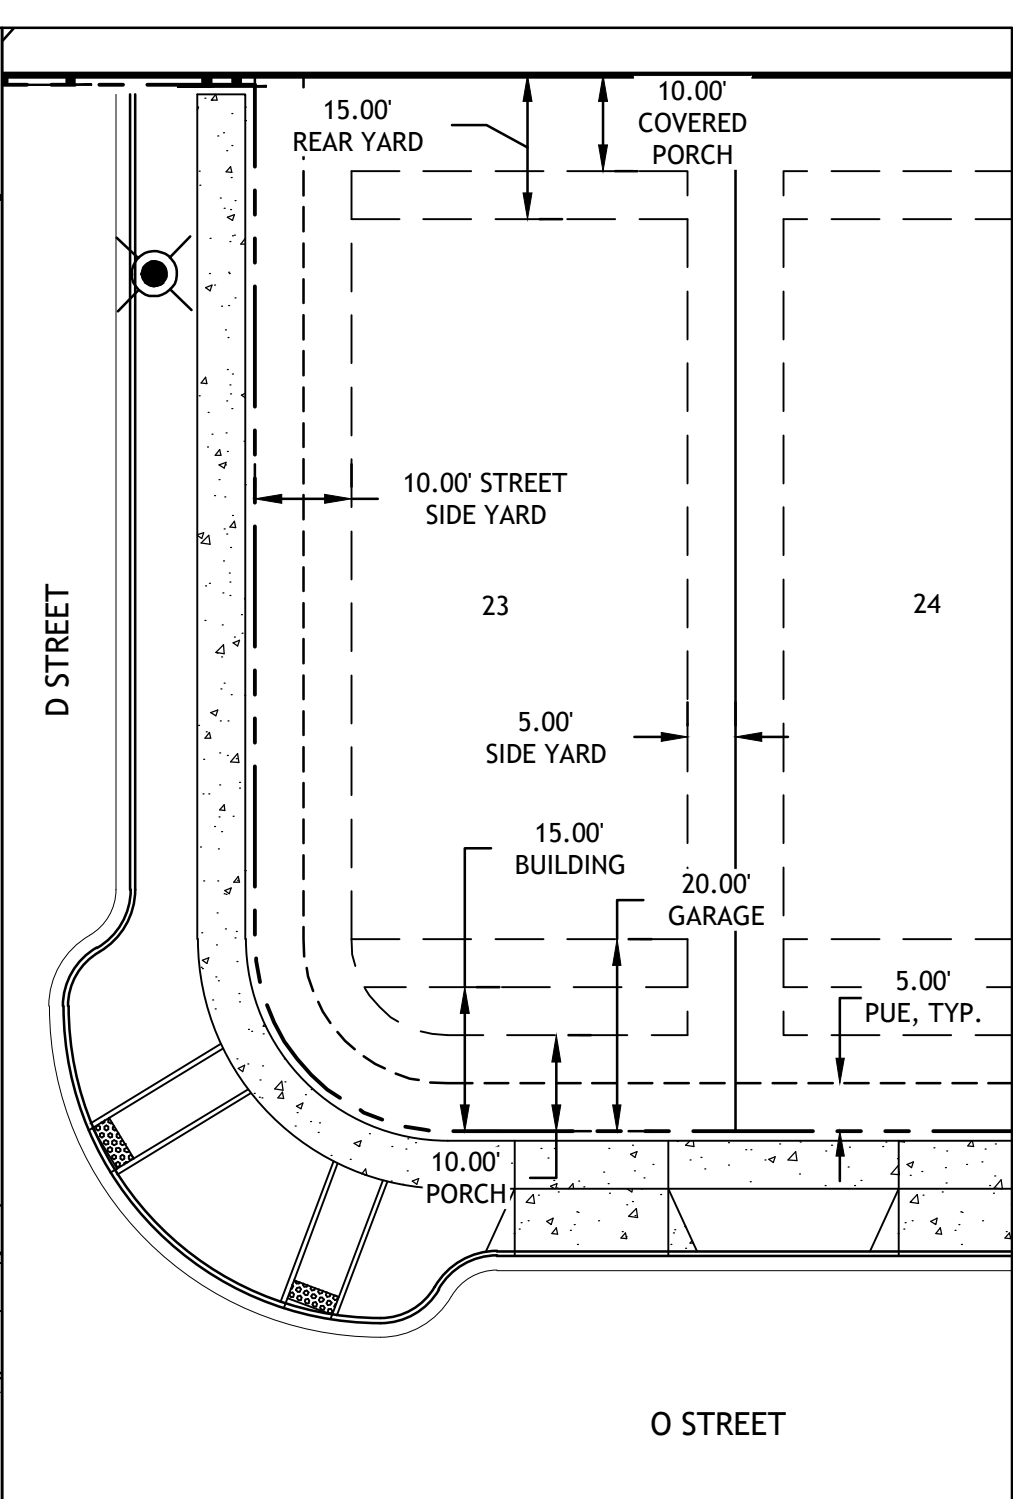 15.00'
REAR YARD
10.00'
COVERED
PORCH
10.00' STREET
SIDE YARD
D STREET
23
24
5.00'
SIDE YARD
15.00'
BUILDING
20.00'
GARAGE
5.00'
PUE, TYP.
10.00'
PORCH
O STREET